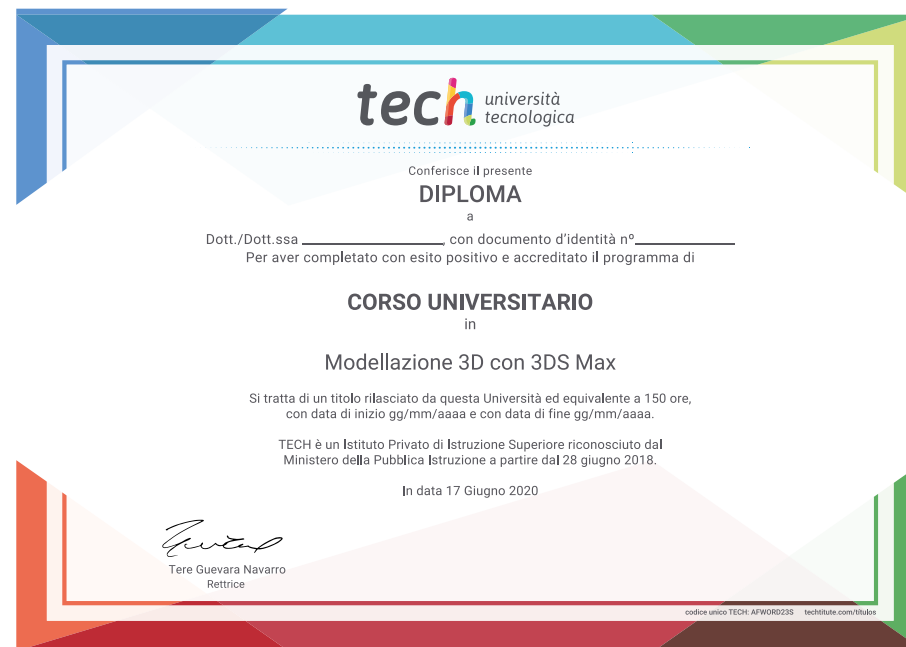 tech università
tecnologica
Conferisce il presente
DIPLOMA
a
Dott./Dott.ssa ____________________, con documento d'identità nº______________
Per aver completato con esito positivo e accreditato il programma di
CORSO UNIVERSITARIO
in
Modellazione 3D con 3DS Max
Si tratta di un titolo rilasciato da questa Università ed equivalente a 150 ore,
con data di inizio gg/mm/aaaa e con data di fine gg/mm/aaaa.
TECH è un Istituto Privato di Istruzione Superiore riconosciuto dal
Ministero della Pubblica Istruzione a partire dal 28 giugno 2018.
In data 17 Giugno 2020
Tere Guevara Navarro
Rettrice
codice unico TECH: AFWORD23S techtitute.com/títulos